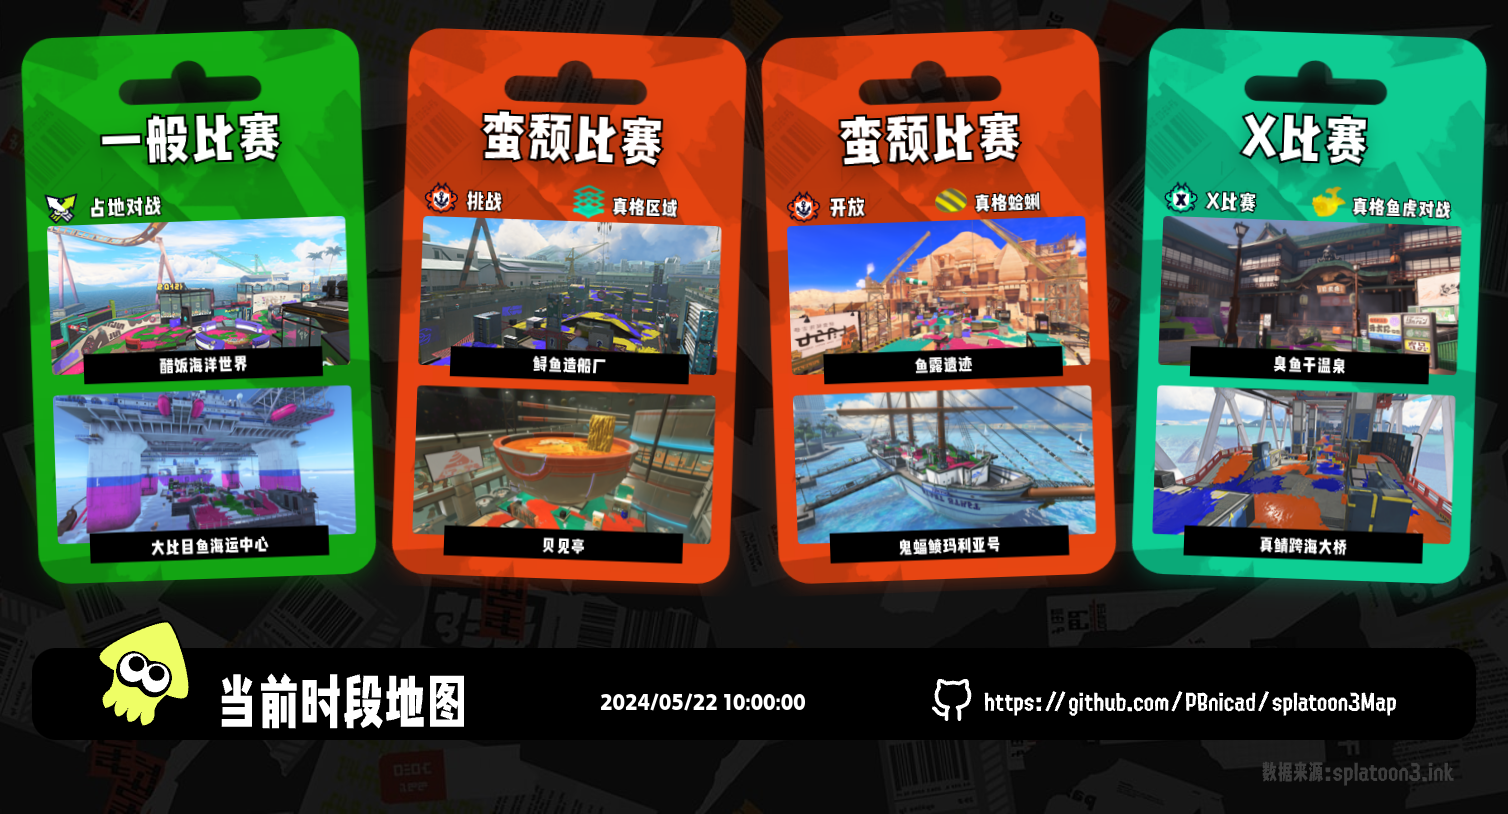 一般比赛
占地对战
醋饭海洋世界
大比目鱼海运中心
蛮颓比赛
挑战
真格区域
鲟鱼造船厂
贝见亭
蛮颓比赛
开放
真格蛤蜊
鱼露遗迹
鬼蝠鲼玛利亚号
X比赛
X比赛
真格鱼虎对战
臭鱼干温泉
真鲭跨海大桥
当前时段地图
2024/05/22 10:00:00
https://github.com/PBnicad/splatoon3Map
数据来源:splatoon3.ink